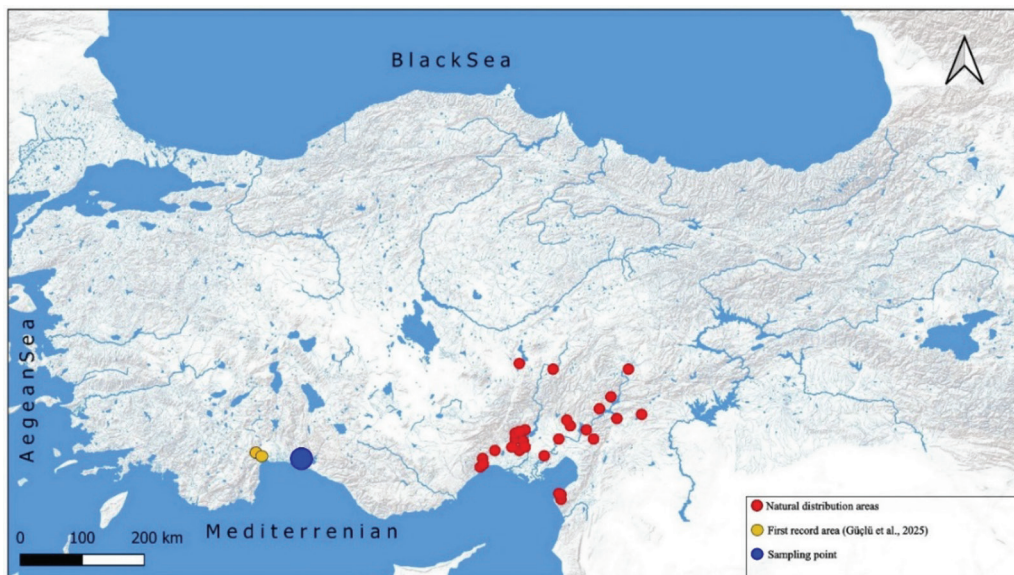 BlackSea
AegeanSea
Mediterrenian
0 100 200 km
Natural distribution areas
First record area (Güçlü et al., 2025)
Sampling point